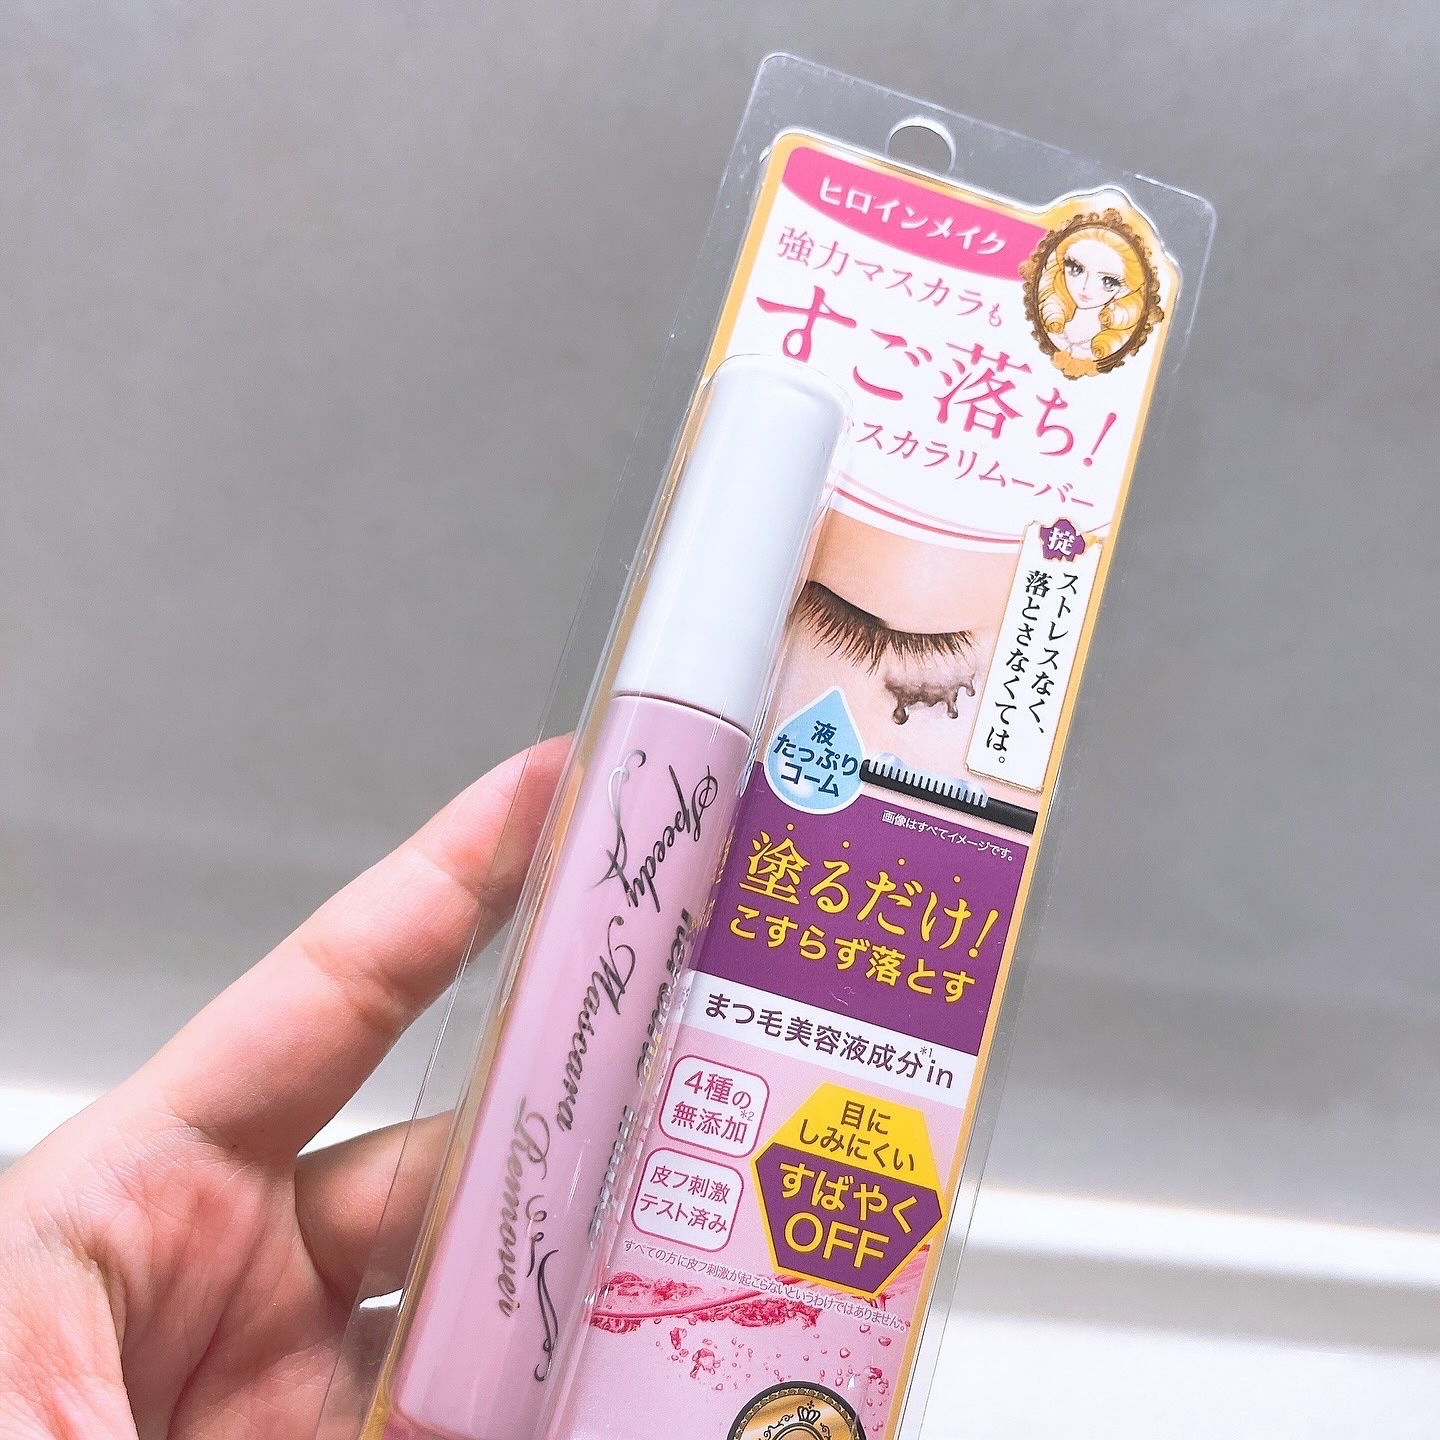 ヒロインメイク
強力マスカラも
すご落ち!
スカラリムーバー
掟
ストレスなく、
落とさなくては。
液
たっぷり
コーム
画像はすべてイメージです。
塗るだけ!
こすらず落とす
まつ毛美容液成分*1in
4種の
無添加*2
皮フ刺激
テスト済み
目に
しみにくい
すばやく
OFF
すべての方に皮フ刺激が起こらないというわけではありません。
Speedy Mascara Remover